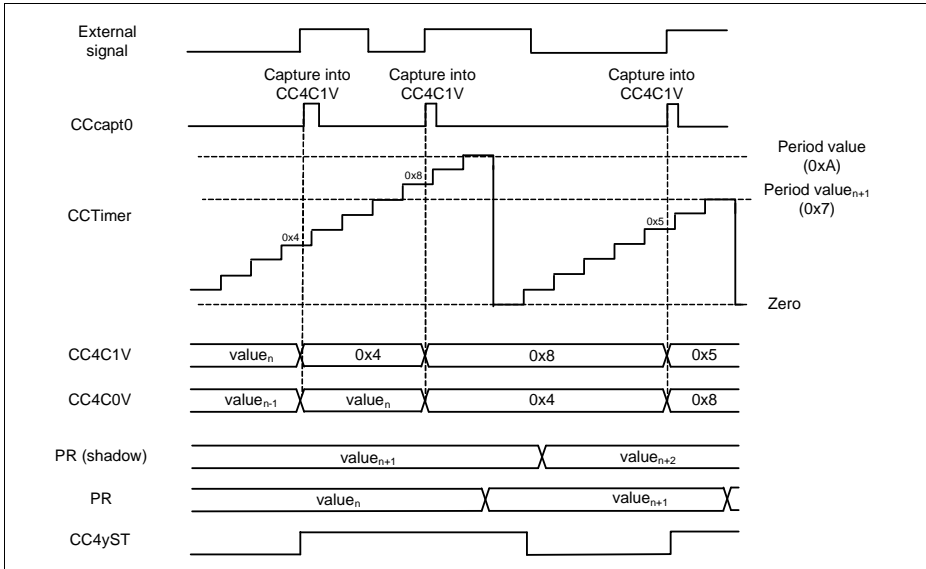 External
signal
Capture into
CC4C1V
Capture into
CC4C1V
Capture into
CC4C1V
CCcapt0
Period value
(0xA)
0x8
Period valueₙ₊₁
(0x7)
CCTimer
0x4
0x5
Zero
CC4C1V valueₙ 0x4 0x8 0x5
CC4C0V valueₙ₋₁ valueₙ 0x4 0x8
PR (shadow) valueₙ₊₁ valueₙ₊₂
PR valueₙ valueₙ₊₁
CC4yST